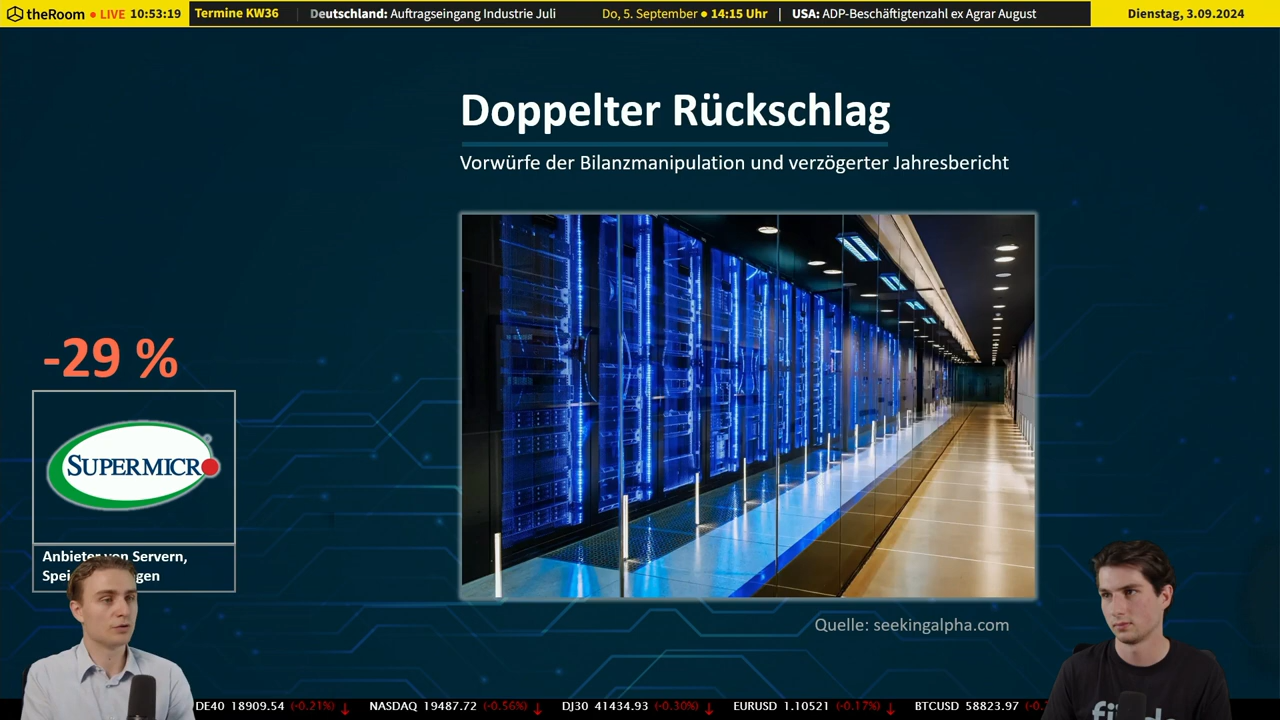 theRoom • LIVE 10:53:19
Termine KW36
Deutschland: Auftragseingang Industrie Juli
Do, 5. September • 14:15 Uhr | USA: ADP-Beschäftigtenzahl ex Agrar August
Dienstag, 3.09.2024
Doppelter Rückschlag
Vorwürfe der Bilanzmanipulation und verzögerter Jahresbericht
-29 %
SUPERMICRO
Anbieter von Servern,
Quelle: seekingalpha.com
DE40 18909.54 (-0.21%) ↓ NASDAQ 19487.72 (-0.56%) ↓ DJ30 41434.93 (-0.30%) ↓ EURUSD 1.10521 (-0.17%) ↓ BTCUSD 58823.97